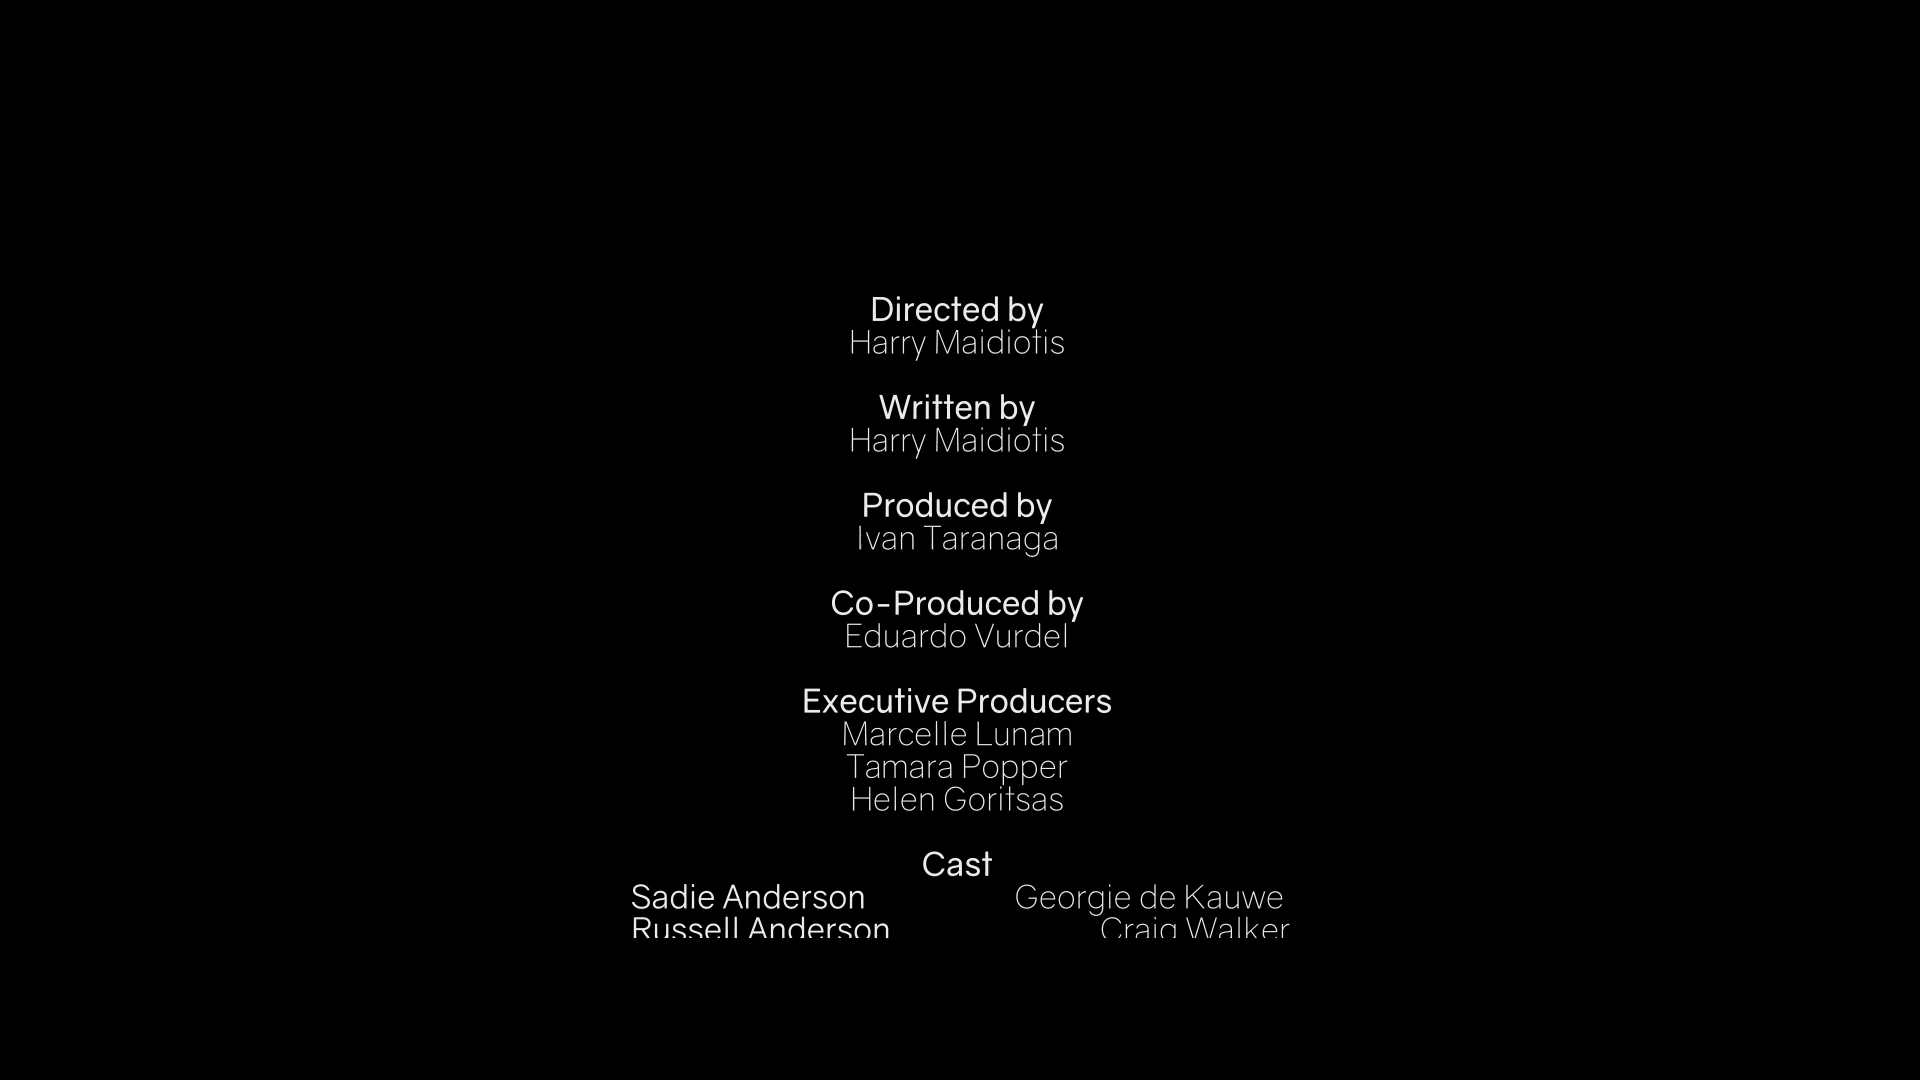 Directed by
Harry Maidiotis
Written by
Harry Maidiotis
Produced by
Ivan Taranaga
Co-Produced by
Eduardo Vurdel
Executive Producers
Marcelle Lunam
Tamara Popper
Helen Goritsas
Cast
Sadie Anderson Georgie de Kauwe
Russell Anderson Craig Walker